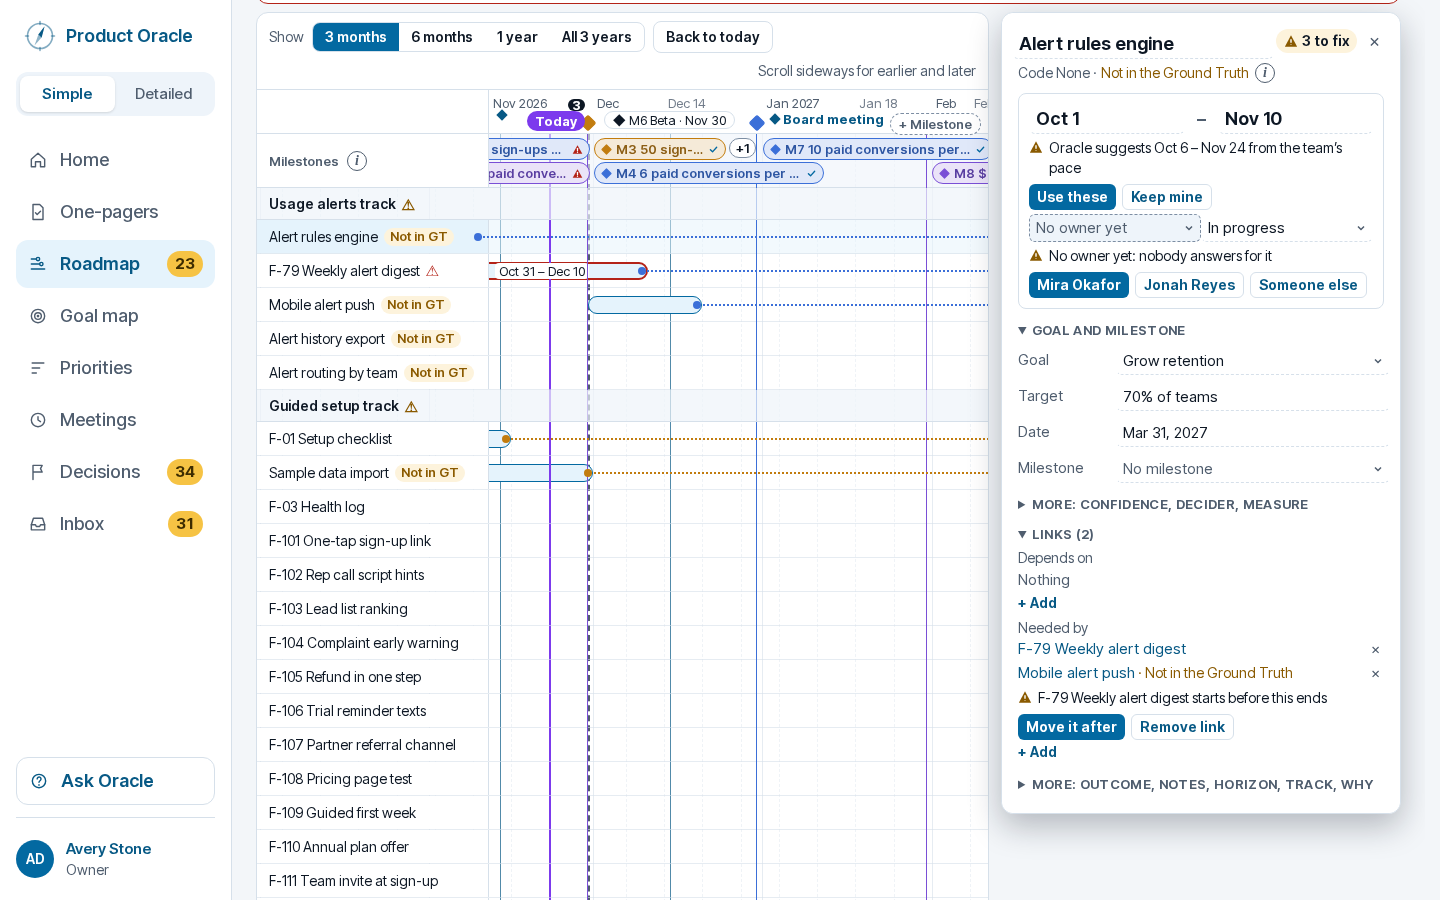 Product Oracle
Simple
Detailed
Home
One-pagers
Roadmap 23
Goal map
Priorities
Meetings
Decisions 34
Inbox 31
Ask Oracle
AD
Avery Stone
Owner
Show
3 months
6 months
1 year
All 3 years
Back to today
Scroll sideways for earlier and later
Nov 2026
3
Dec
Dec 14
Jan 2027
Jan 18
Feb
Today
M6 Beta · Nov 30
Board meeting
+ Milestone
Milestones i
sign-ups ...
M3 50 sign-...
+1
M7 10 paid conversions per...
paid conve...
M4 6 paid conversions per ...
M8 $
Usage alerts track
Alert rules engine Not in GT
F-79 Weekly alert digest
Oct 31 – Dec 10
Mobile alert push Not in GT
Alert history export Not in GT
Alert routing by team Not in GT
Guided setup track
F-01 Setup checklist
Sample data import Not in GT
F-03 Health log
F-101 One-tap sign-up link
F-102 Rep call script hints
F-103 Lead list ranking
F-104 Complaint early warning
F-105 Refund in one step
F-106 Trial reminder texts
F-107 Partner referral channel
F-108 Pricing page test
F-109 Guided first week
F-110 Annual plan offer
F-111 Team invite at sign-up
Alert rules engine
3 to fix
×
Code None · Not in the Ground Truth i
Oct 1 – Nov 10
Oracle suggests Oct 6 – Nov 24 from the team's
pace
Use these
Keep mine
No owner yet
In progress
No owner yet: nobody answers for it
Mira Okafor
Jonah Reyes
Someone else
GOAL AND MILESTONE
Goal Grow retention
Target 70% of teams
Date Mar 31, 2027
Milestone No milestone
MORE: CONFIDENCE, DECIDER, MEASURE
LINKS (2)
Depends on
Nothing
+ Add
Needed by
F-79 Weekly alert digest ×
Mobile alert push · Not in the Ground Truth ×
F-79 Weekly alert digest starts before this ends
Move it after
Remove link
+ Add
MORE: OUTCOME, NOTES, HORIZON, TRACK, WHY